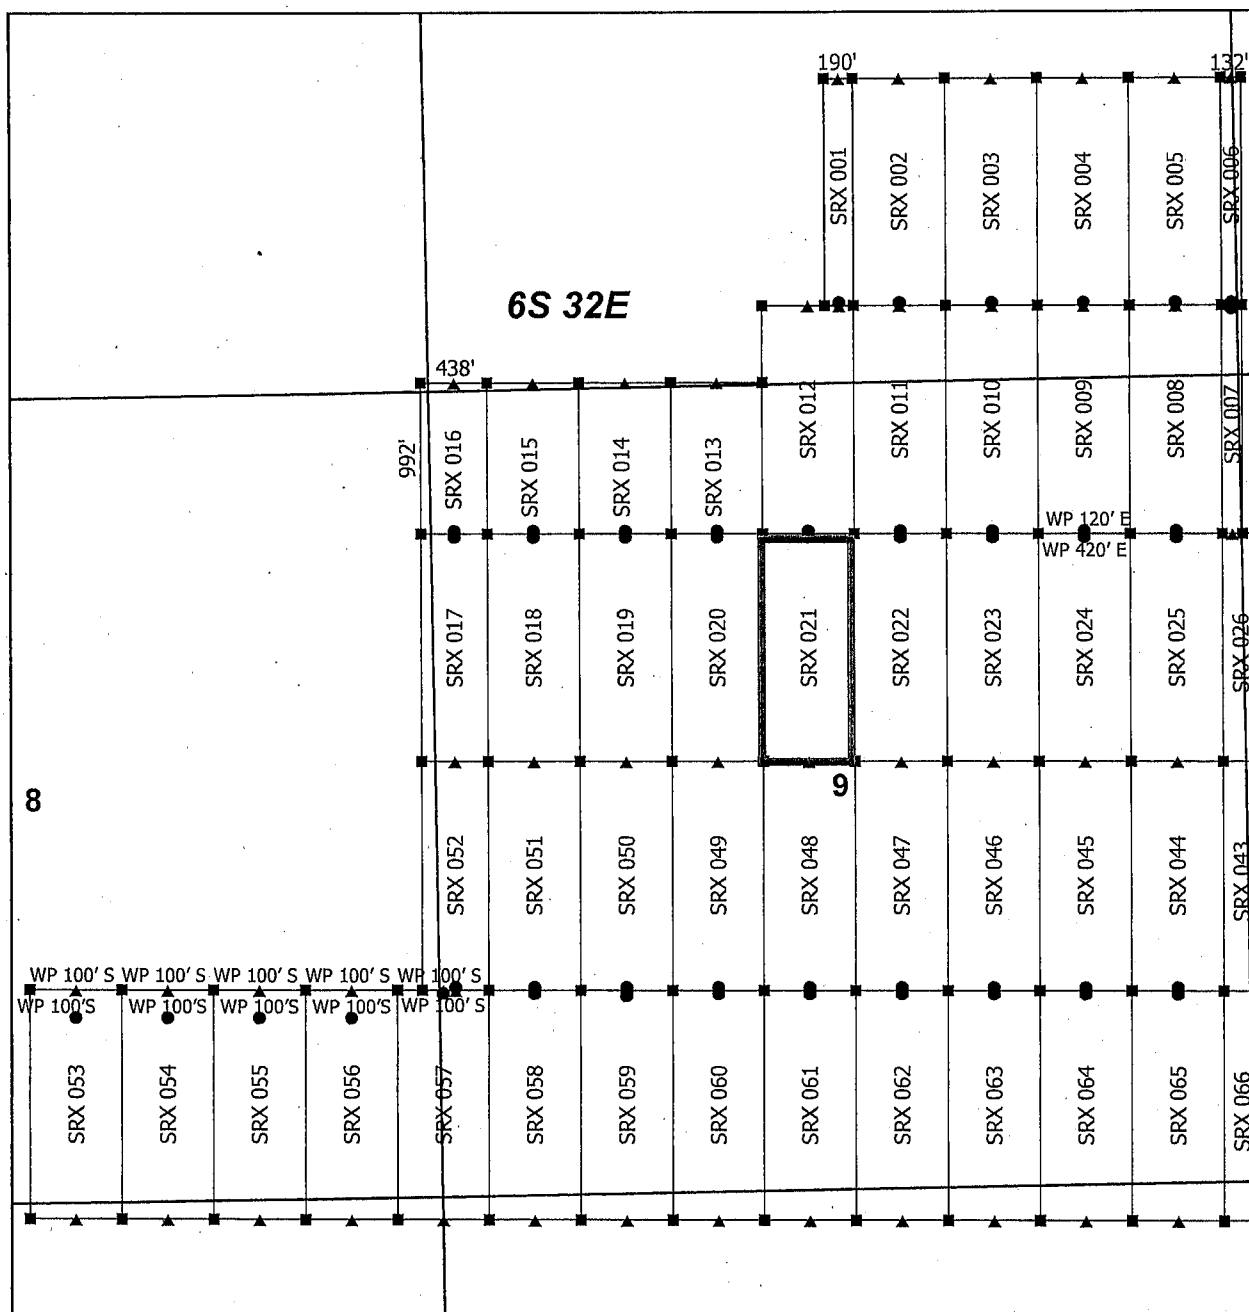 190'
132'
SRX 001
SRX 002
SRX 003
SRX 004
SRX 005
SRX 006
6S 32E
438'
992'
SRX 016
SRX 015
SRX 014
SRX 013
SRX 012
SRX 011
SRX 010
SRX 009
SRX 008
SRX 007
WP 120' E
WP 420' E
SRX 017
SRX 018
SRX 019
SRX 020
SRX 021
SRX 022
SRX 023
SRX 024
SRX 025
SRX 026
8
9
SRX 052
SRX 051
SRX 050
SRX 049
SRX 048
SRX 047
SRX 046
SRX 045
SRX 044
SRX 043
WP 100' S
WP 100' S
WP 100' S
WP 100' S
WP 100' S
WP 100'S
WP 100'S
WP 100'S
WP 100'S
WP 100' S
SRX 053
SRX 054
SRX 055
SRX 056
SRX 057
SRX 058
SRX 059
SRX 060
SRX 061
SRX 062
SRX 063
SRX 064
SRX 065
SRX 066